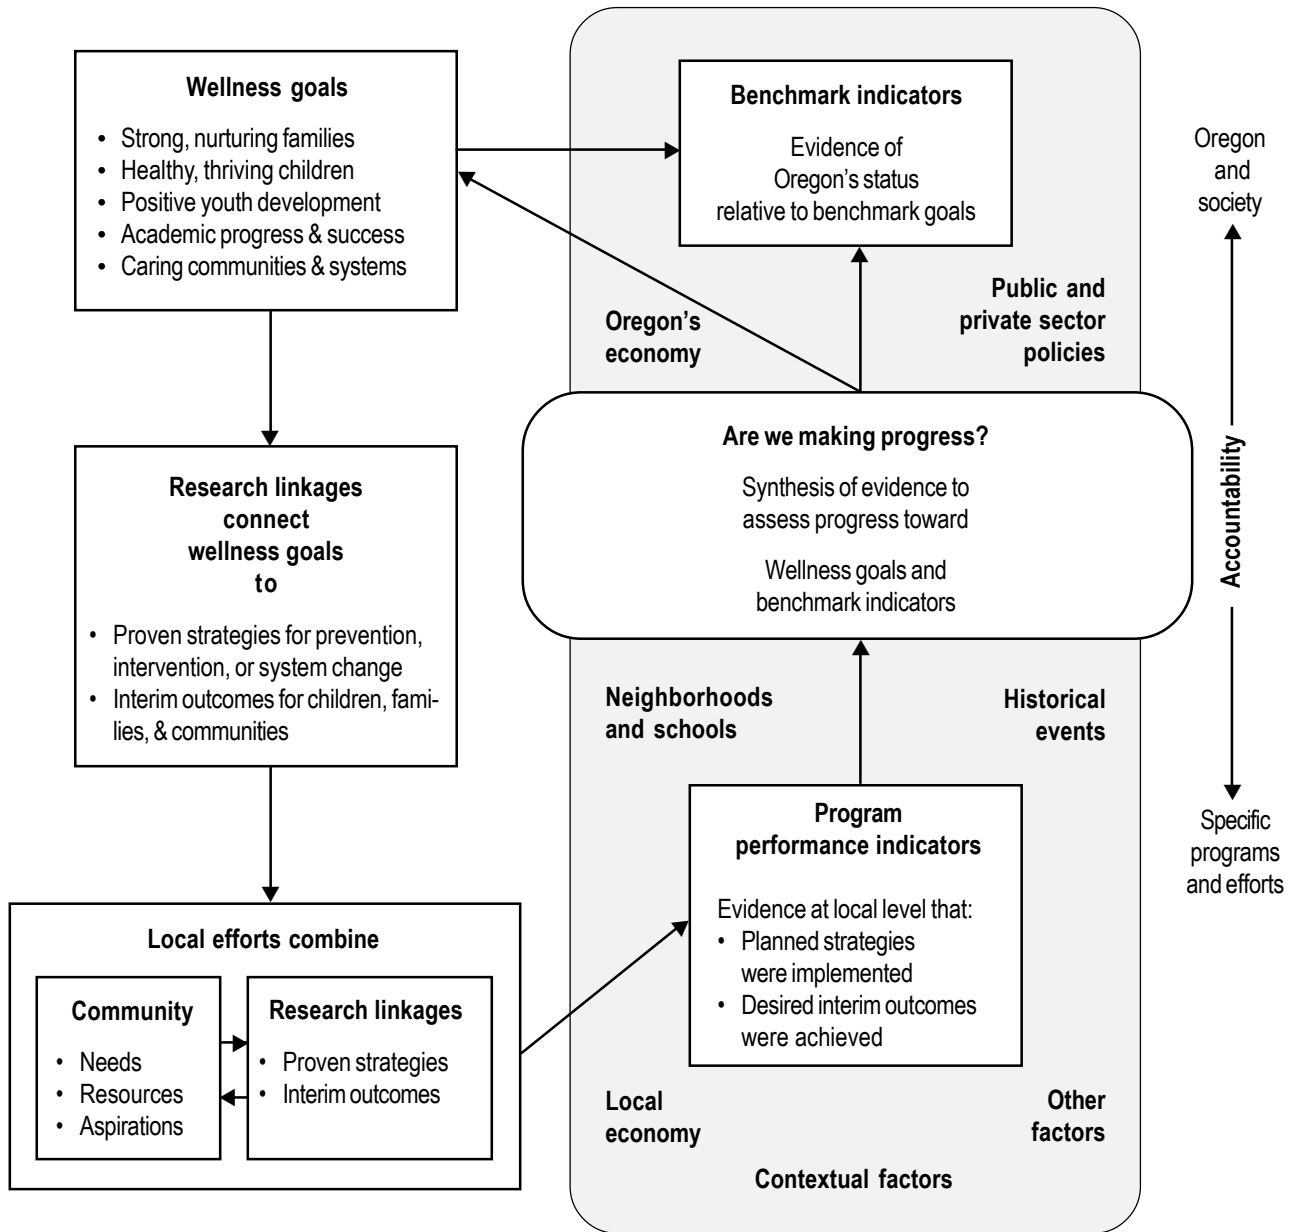 Wellness goals
• Strong, nurturing families
• Healthy, thriving children
• Positive youth development
• Academic progress & success
• Caring communities & systems
Research linkages
connect
wellness goals
to
• Proven strategies for prevention,
intervention, or system change
• Interim outcomes for children, fami-
lies, & communities
Local efforts combine
Community
• Needs
• Resources
• Aspirations
Research linkages
• Proven strategies
• Interim outcomes
Benchmark indicators
Evidence of
Oregon’s status
relative to benchmark goals
Oregon’s
economy
Public and
private sector
policies
Are we making progress?
Synthesis of evidence to
assess progress toward
Wellness goals and
benchmark indicators
Neighborhoods
and schools
Historical
events
Program
performance indicators
Evidence at local level that:
• Planned strategies
were implemented
• Desired interim outcomes
were achieved
Local
economy
Other
factors
Contextual factors
Oregon
and
society
Accountability
Specific
programs
and efforts